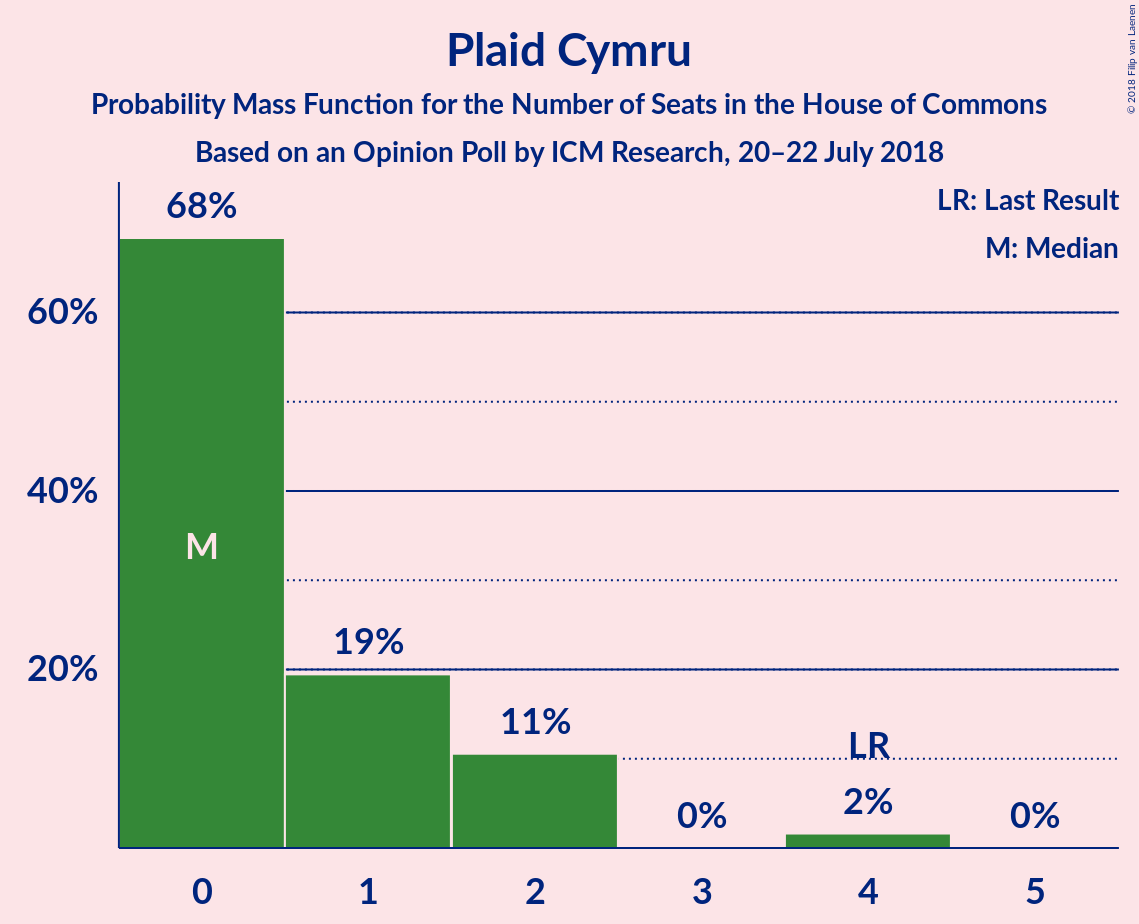 Plaid Cymru
Probability Mass Function for the Number of Seats in the House of Commons
Based on an Opinion Poll by ICM Research, 20–22 July 2018
© 2018 Filip van Laenen
LR: Last Result
M: Median
68%
60%
40%
M
19%
20%
11%
LR
0%
2%
0%
0
1
2
3
4
5